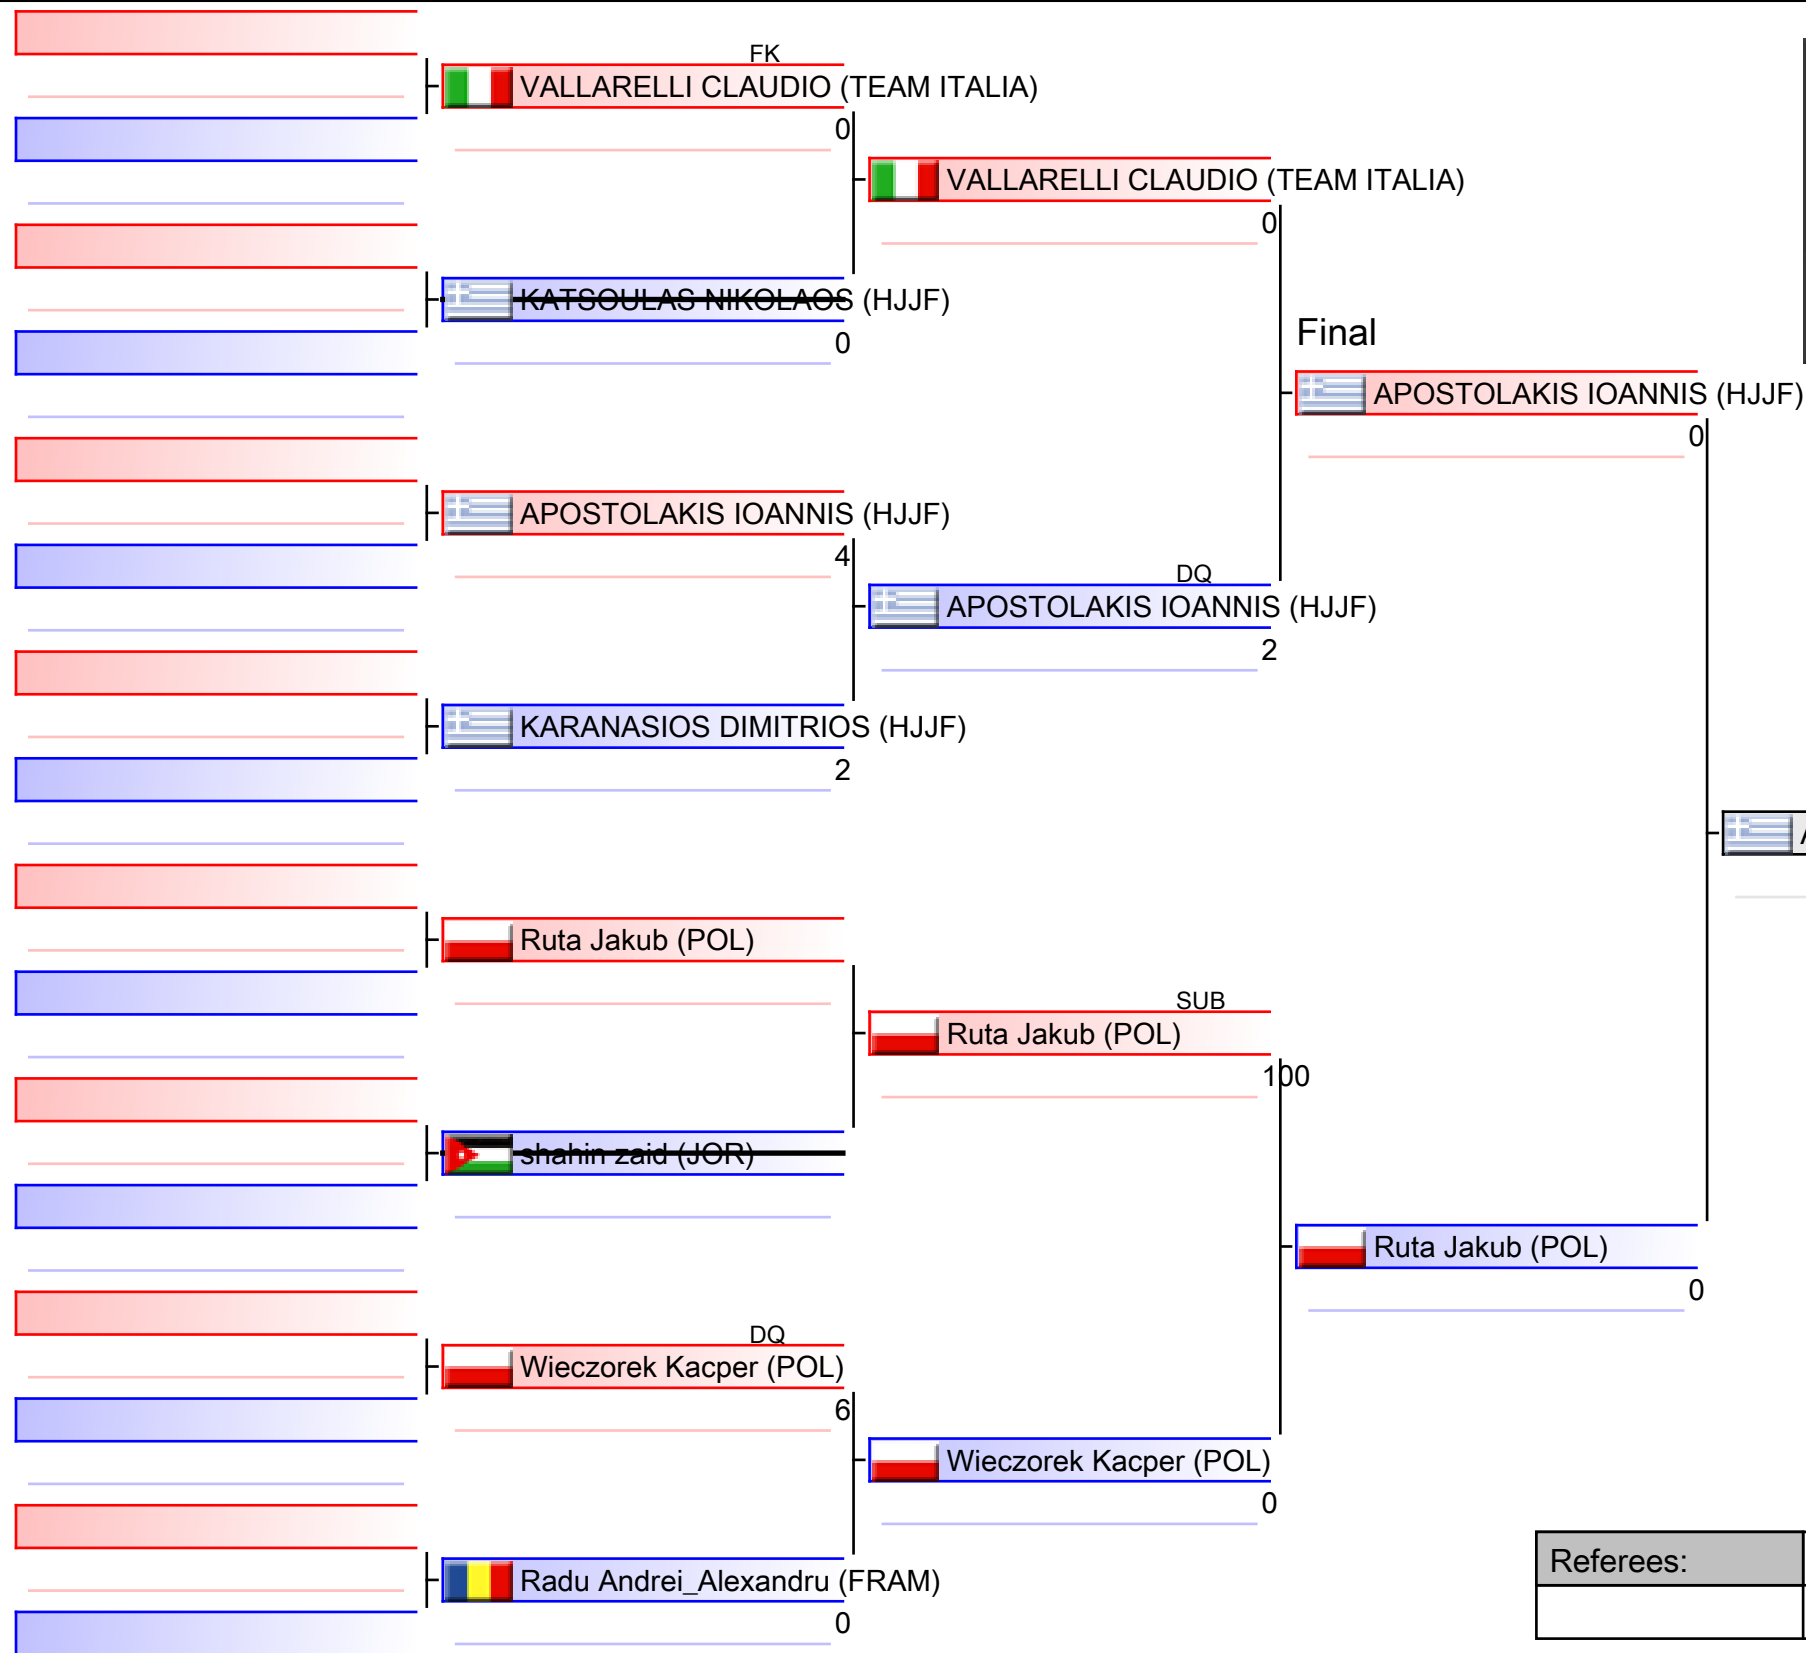 FK
VALLARELLI CLAUDIO (TEAM ITALIA)
0
VALLARELLI CLAUDIO (TEAM ITALIA)
0
KATSOULAS NIKOLAOS (HJJF)
0
Final
APOSTOLAKIS IOANNIS (HJJF)
0
APOSTOLAKIS IOANNIS (HJJF)
4
DQ
APOSTOLAKIS IOANNIS (HJJF)
2
KARANASIOS DIMITRIOS (HJJF)
2
A
Ruta Jakub (POL)
SUB
Ruta Jakub (POL)
100
shahin zaid (JOR)
Ruta Jakub (POL)
0
DQ
Wieczorek Kacper (POL)
6
Wieczorek Kacper (POL)
0
Radu Andrei_Alexandru (FRAM)
0
Referees: